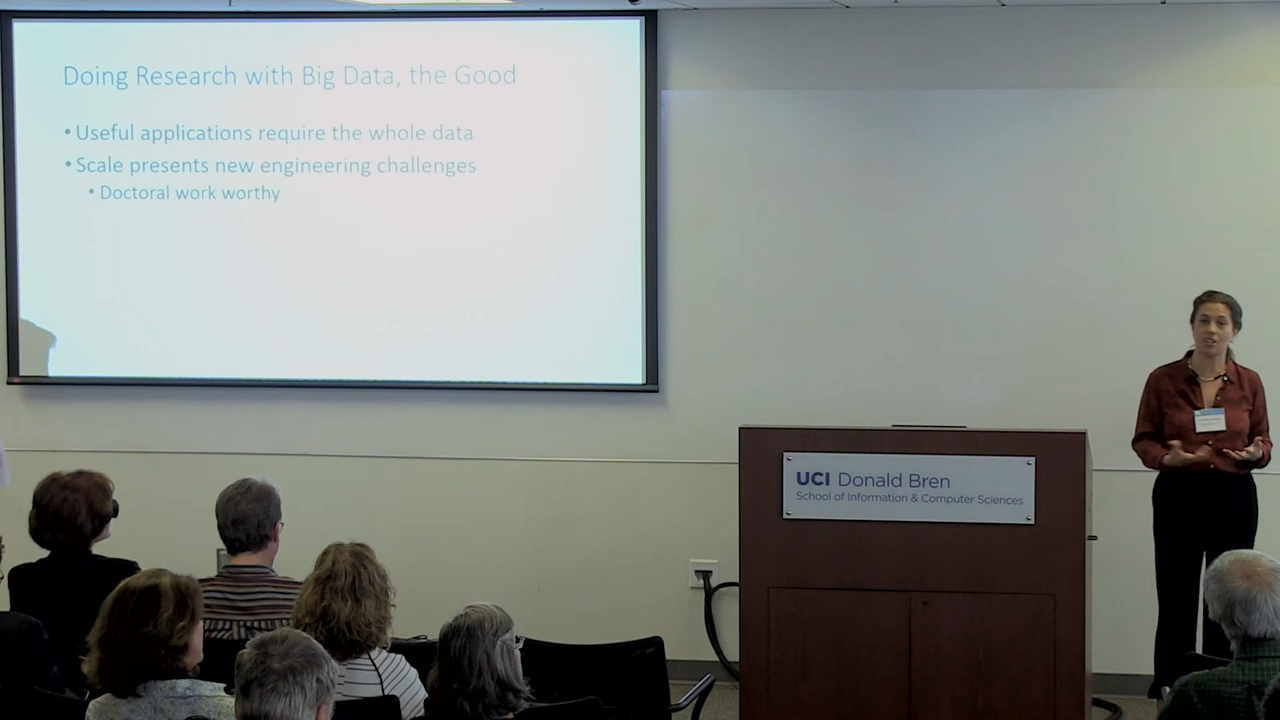 Doing Research with Big Data, the Good
• Useful applications require the whole data
• Scale presents new engineering challenges
• Doctoral work worthy
UCI Donald Bren
School of Information & Computer Sciences